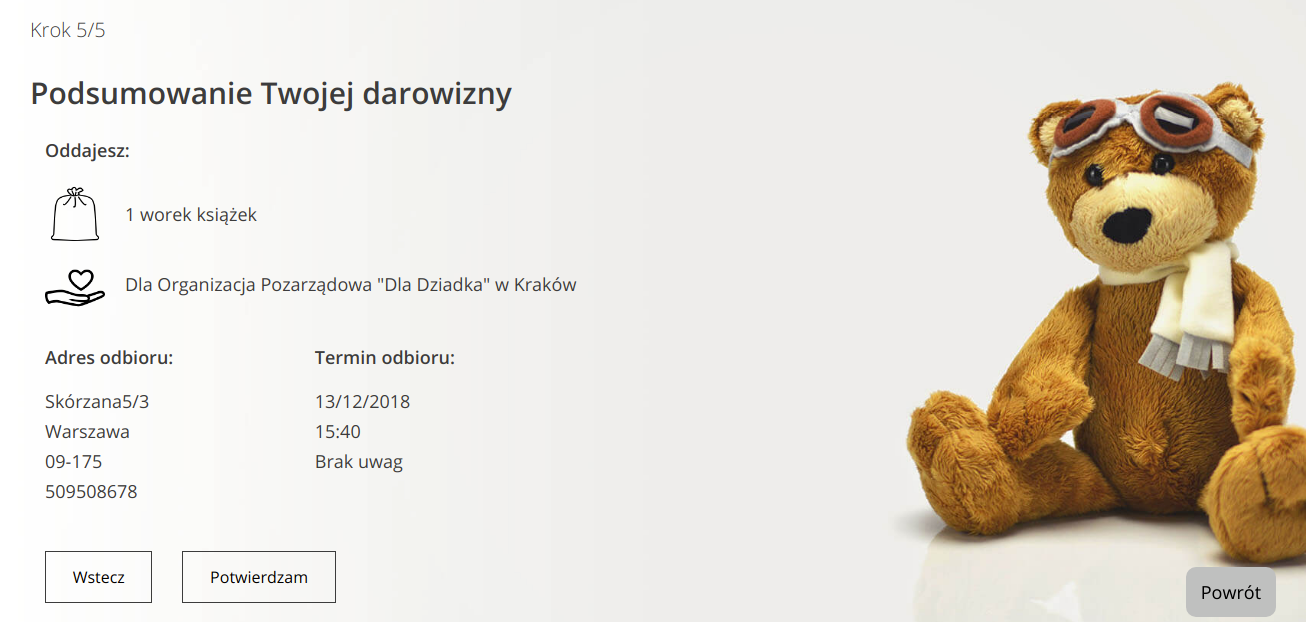 Krok 5/5
Podsumowanie Twojej darowizny
Oddajesz:
1 worek książek
Dla Organizacja Pozarządowa "Dla Dziadka" w Kraków
Adres odbioru:
Skórzana5/3
Warszawa
09-175
509508678
Termin odbioru:
13/12/2018
15:40
Brak uwag
Wstecz
Potwierdzam
Powrót